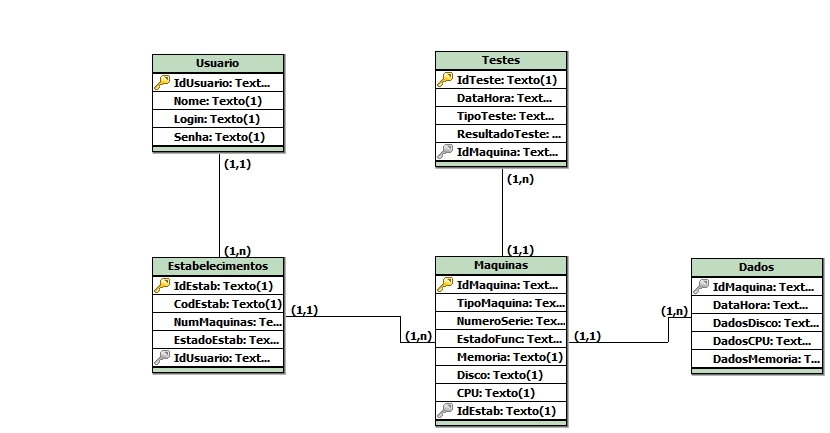 Usuario
IdUsuario: Text...
Nome: Texto(1)
Login: Texto(1)
Senha: Texto(1)
(1,1)
(1,n)
Testes
IdTeste: Texto(1)
DataHora: Text...
TipoTeste: Text...
ResultadoTeste: ...
IdMaquina: Text...
(1,n)
(1,1)
Estabelecimentos
IdEstab: Texto(1)
CodEstab: Texto(1)
NumMaquinas: Te...
EstadoEstab: Tex...
IdUsuario: Text...
(1,1)
(1,n)
Maquinas
IdMaquina: Text...
TipoMaquina: Text...
NumeroSerie: Tex...
EstadoFunc: Text...
Memoria: Texto(1)
Disco: Texto(1)
CPU: Texto(1)
IdEstab: Texto(1)
(1,1)
(1,n)
Dados
IdMaquina: Text...
DataHora: Text...
DadosDisco: Text...
DadosCPU: Text...
DadosMemoria: T...